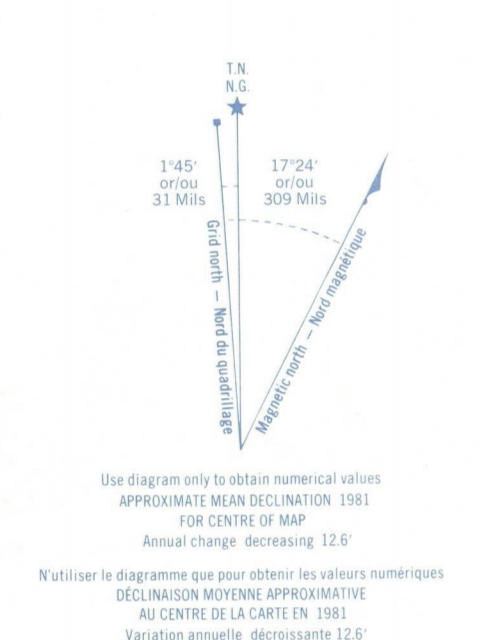 T.N.
N.G.
1°45′
or/ou
31 Mils
17°24′
or/ou
309 Mils
Grid north — Nord du quadrillage
Magnetic north — Nord magnétique
Use diagram only to obtain numerical values
APPROXIMATE MEAN DECLINATION 1981
FOR CENTRE OF MAP
Annual change decreasing 12.6′
N'utiliser le diagramme que pour obtenir les valeurs numériques
DÉCLINAISON MOYENNE APPROXIMATIVE
AU CENTRE DE LA CARTE EN 1981
Variation annuelle décroissante 12.6′